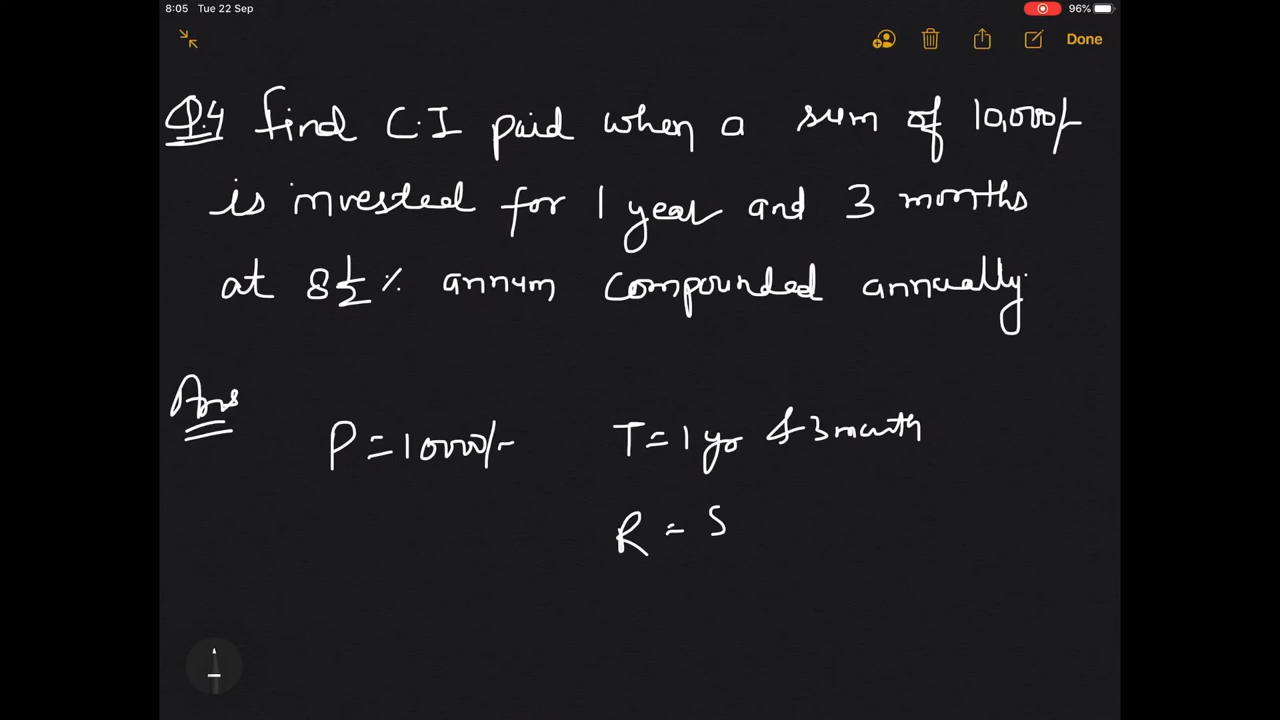 8:05 Tue 22 Sep 96%
Done
Q.4 find C.I paid when a sum of 10,000/-
is invested for 1 year and 3 months
at 8 1/2 % annum compounded annually.
Ans
P = 10000/- T = 1 yr & 3 month
R = S